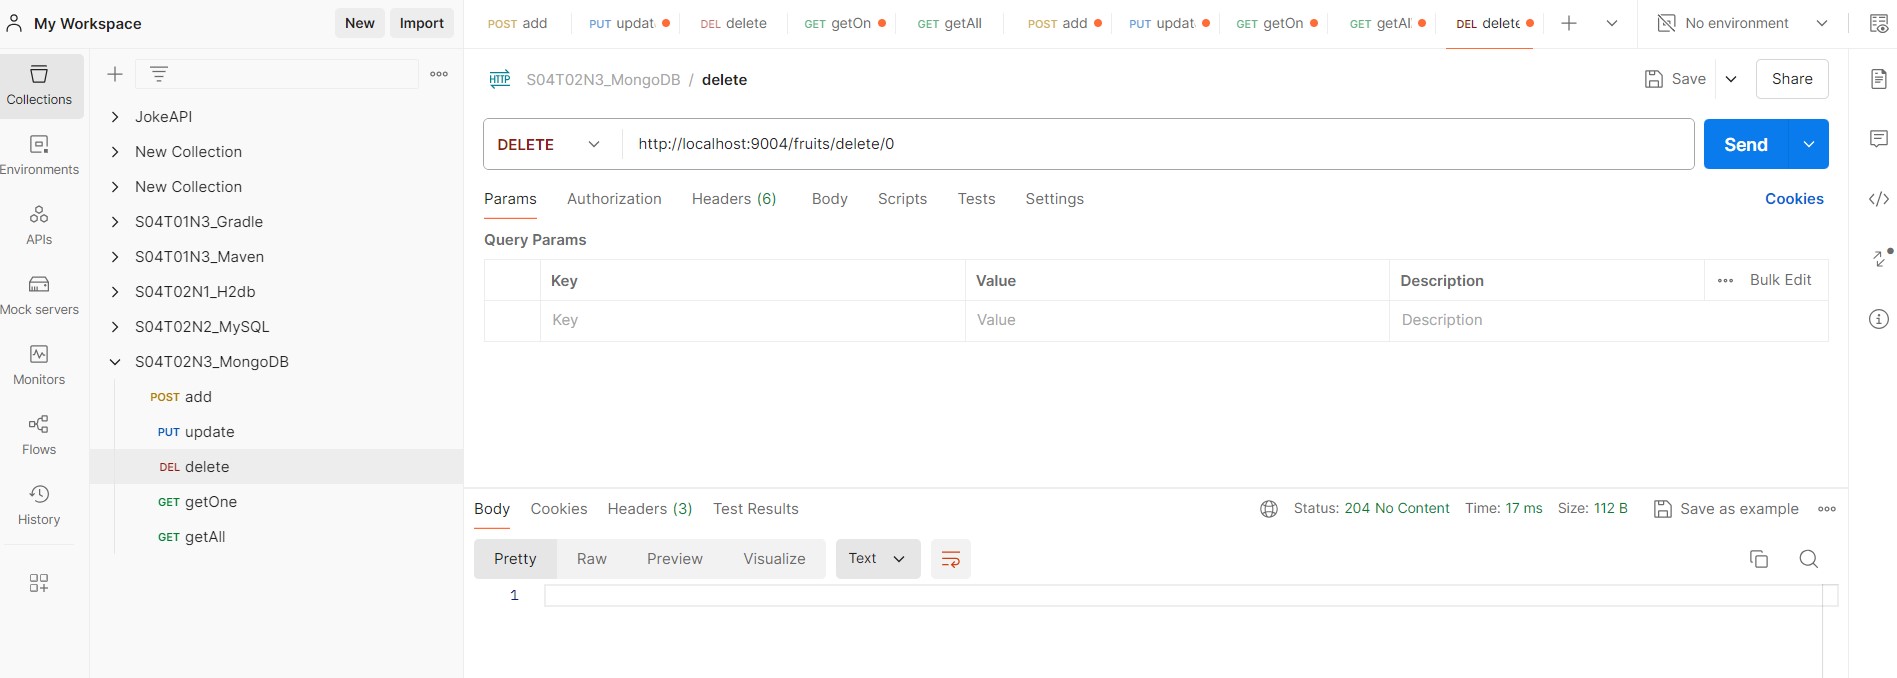 My Workspace
New
Import
POST add
PUT updat
DEL delete
GET getOn
GET getAll
POST add
PUT updat
GET getOn
GET getAl
DEL delete
No environment
Collections
Environments
APIs
Mock servers
Monitors
Flows
History
JokeAPI
New Collection
New Collection
S04T01N3_Gradle
S04T01N3_Maven
S04T02N1_H2db
S04T02N2_MySQL
S04T02N3_MongoDB
POST add
PUT update
DEL delete
GET getOne
GET getAll
HTTP S04T02N3_MongoDB / delete
Save
Share
DELETE
http://localhost:9004/fruits/delete/0
Send
Params
Authorization
Headers (6)
Body
Scripts
Tests
Settings
Cookies
Query Params
Key
Value
Description
Bulk Edit
Key
Value
Description
Body
Cookies
Headers (3)
Test Results
Status: 204 No Content
Time: 17 ms
Size: 112 B
Save as example
Pretty
Raw
Preview
Visualize
Text
1